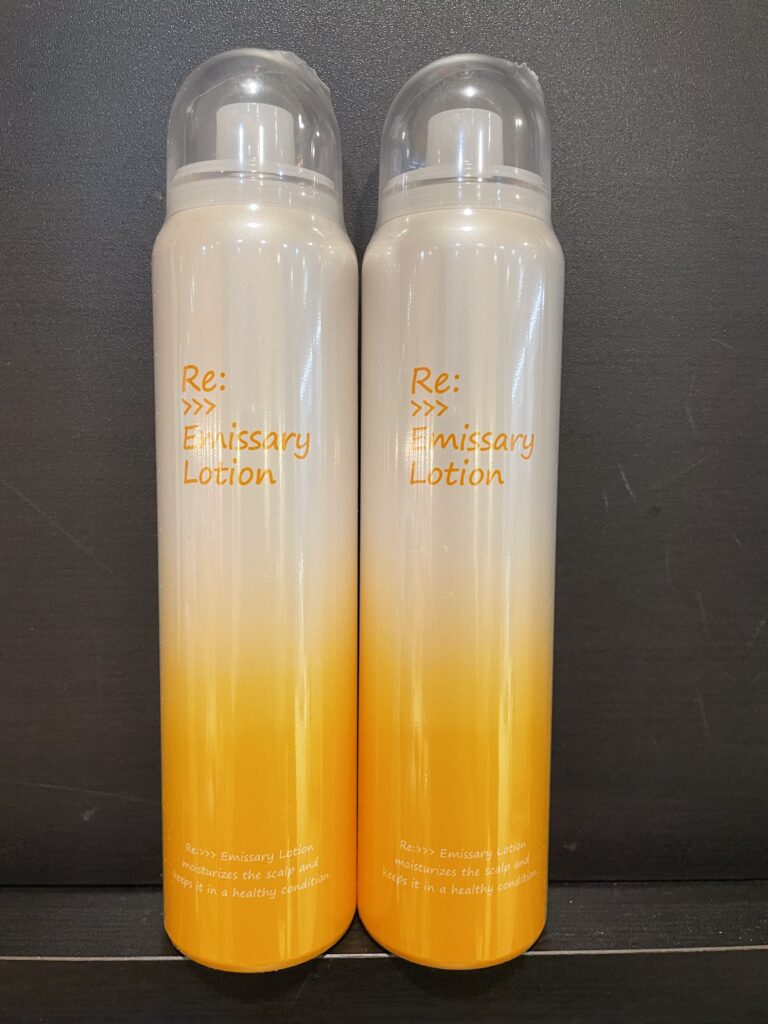 Re:
>>>
Emissary
Lotion
Re:>>> Emissary Lotion
moisturizes the scalp and
keeps it in a healthy condition.
Re:
>>>
Emissary
Lotion
Re:>>> Emissary Lotion
moisturizes the scalp and
keeps it in a healthy condition.